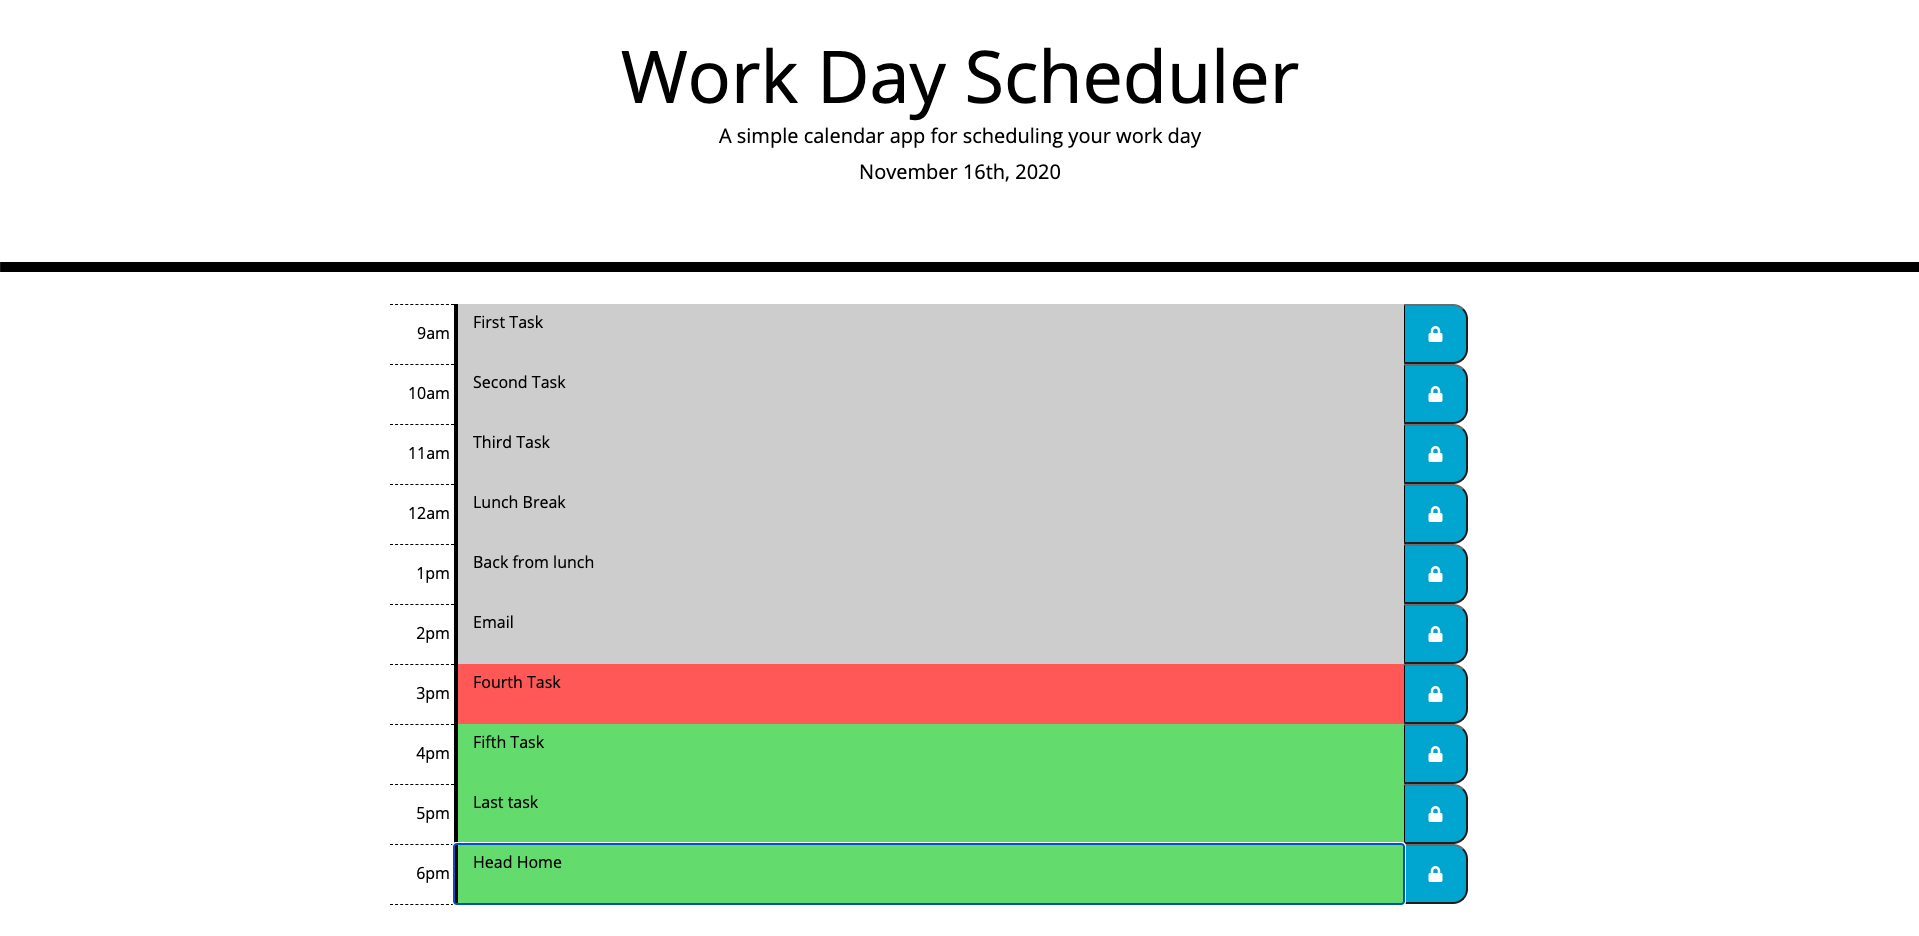 Work Day Scheduler
A simple calendar app for scheduling your work day
November 16th, 2020
9am First Task
10am Second Task
11am Third Task
12am Lunch Break
1pm Back from lunch
2pm Email
3pm Fourth Task
4pm Fifth Task
5pm Last task
6pm Head Home